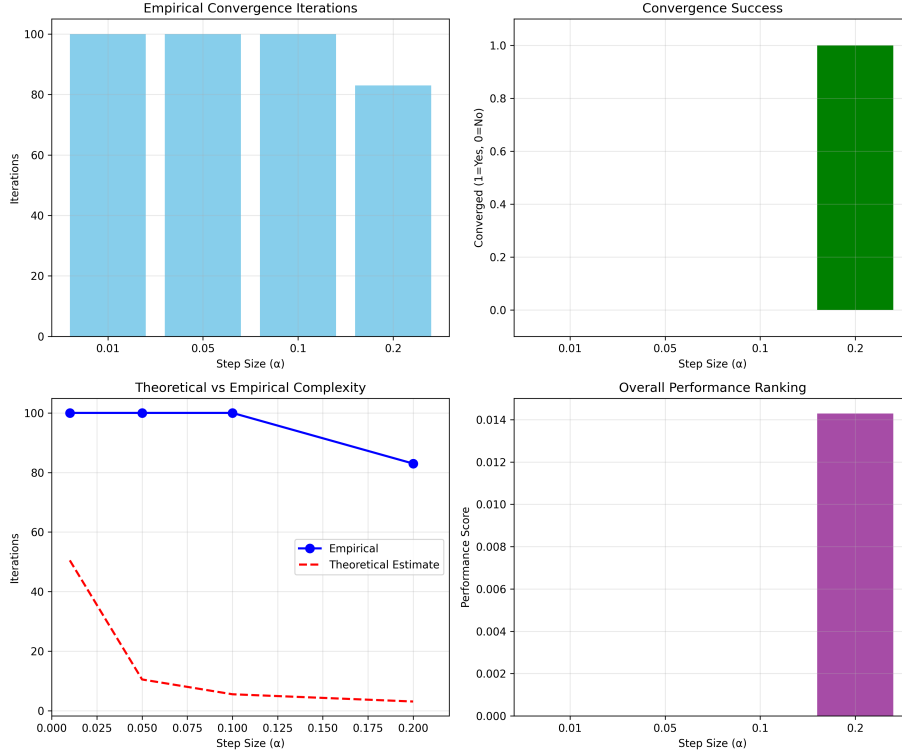 Empirical Convergence Iterations
100
80
60
40
20
0
Iterations
0.01 0.05 0.1 0.2
Step Size (α)
Convergence Success
1.0
0.8
0.6
0.4
0.2
0.0
Converged (1=Yes, 0=No)
0.01 0.05 0.1 0.2
Step Size (α)
Theoretical vs Empirical Complexity
100
80
60
40
20
0
Iterations
Empirical
Theoretical Estimate
0.000 0.025 0.050 0.075 0.100 0.125 0.150 0.175 0.200
Step Size (α)
Overall Performance Ranking
0.014
0.012
0.010
0.008
0.006
0.004
0.002
0.000
Performance Score
0.01 0.05 0.1 0.2
Step Size (α)